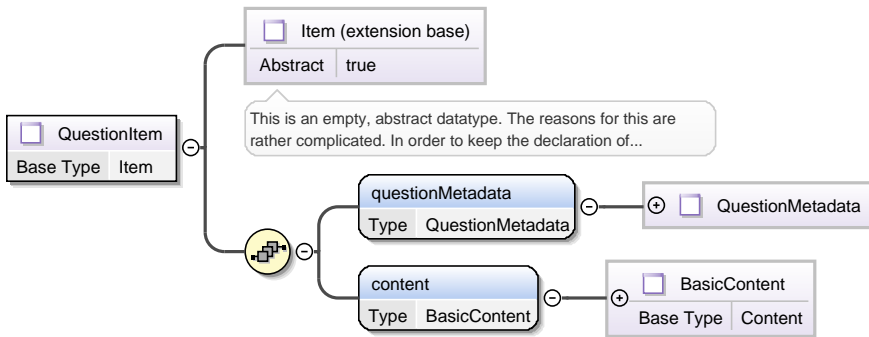 Item (extension base)
Abstract true
This is an empty, abstract datatype. The reasons for this are
rather complicated. In order to keep the declaration of...
QuestionItem
Base Type Item
questionMetadata
Type QuestionMetadata
QuestionMetadata
content
Type BasicContent
BasicContent
Base Type Content